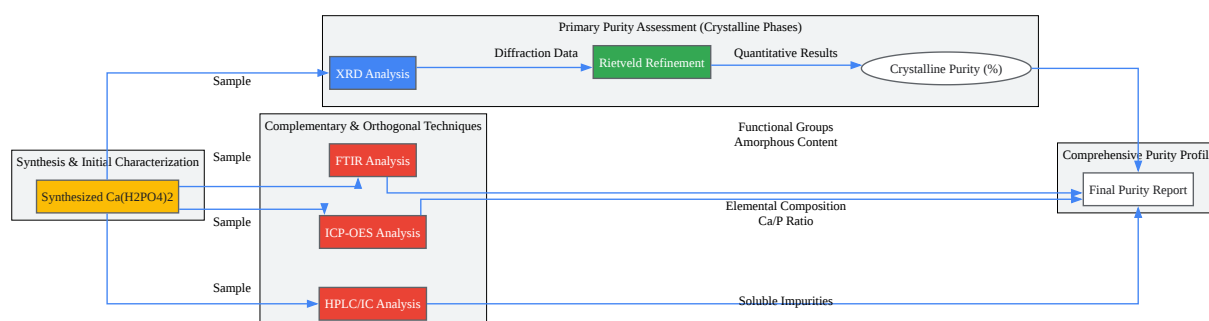 Primary Purity Assessment (Crystalline Phases)
Diffraction Data
Quantitative Results
XRD Analysis
Rietveld Refinement
Crystalline Purity (%)
Sample
Complementary & Orthogonal Techniques
Functional Groups
Amorphous Content
Synthesis & Initial Characterization
Sample
FTIR Analysis
Comprehensive Purity Profil
Synthesized Ca(H2PO4)2
Final Purity Report
Sample
ICP-OES Analysis
Elemental Composition
Ca/P Ratio
Sample
HPLC/IC Analysis
Soluble Impurities